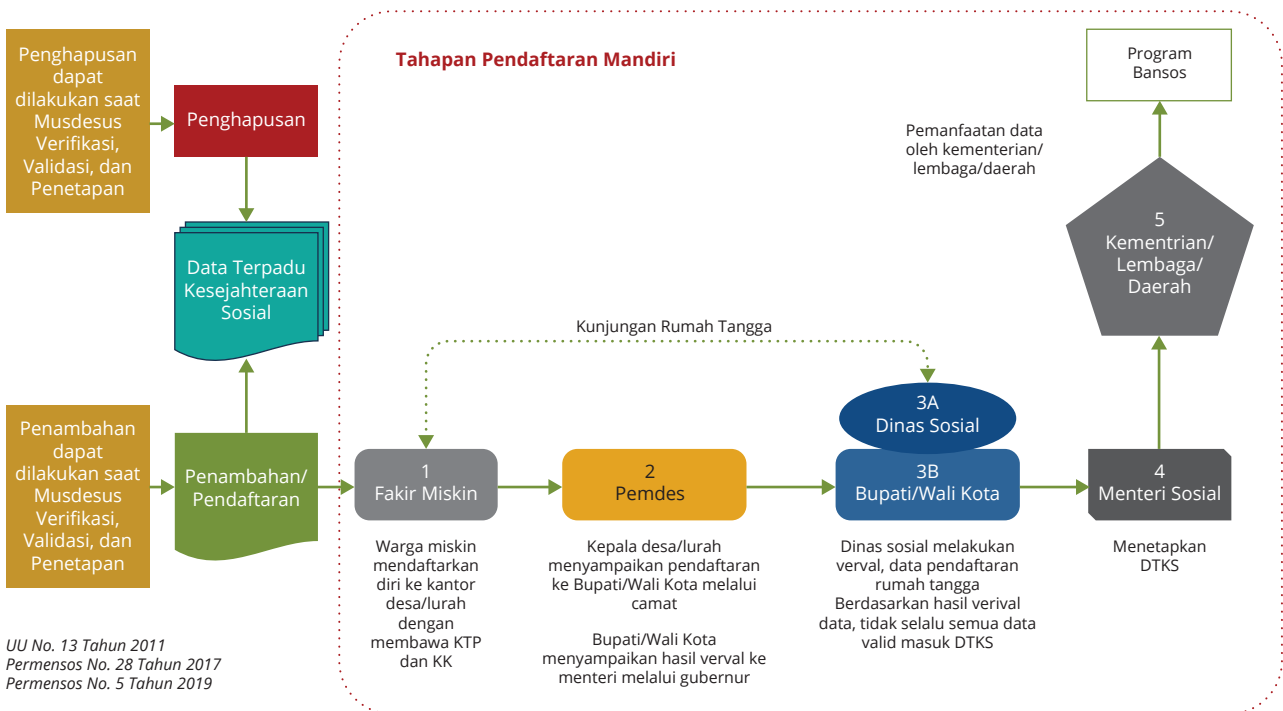 Penghapusan
dapat
dilakukan saat
Musdesus
Verifikasi,
Validasi, dan
Penetapan
Penghapusan
Data Terpadu
Kesejahteraan
Sosial
Penambahan
dapat
dilakukan saat
Musdesus
Verifikasi,
Validasi, dan
Penetapan
Penambahan/
Pendaftaran
Tahapan Pendaftaran Mandiri
Kunjungan Rumah Tangga
1
Fakir Miskin
Warga miskin
mendaftarkan
diri ke kantor
desa/lurah
dengan
membawa KTP
dan KK
2
Pemdes
Kepala desa/lurah
menyampaikan pendaftaran
ke Bupati/Wali Kota melalui
camat
Bupati/Wali Kota
menyampaikan hasil verval ke
menteri melalui gubernur
3A
Dinas Sosial
3B
Bupati/Wali Kota
Dinas sosial melakukan
verval, data pendaftaran
rumah tangga
Berdasarkan hasil verival
data, tidak selalu semua data
valid masuk DTKS
4
Menteri Sosial
Menetapkan
DTKS
5
Kementrian/
Lembaga/
Daerah
Pemanfaatan data
oleh kementerian/
lembaga/daerah
Program
Bansos
UU No. 13 Tahun 2011
Permensos No. 28 Tahun 2017
Permensos No. 5 Tahun 2019